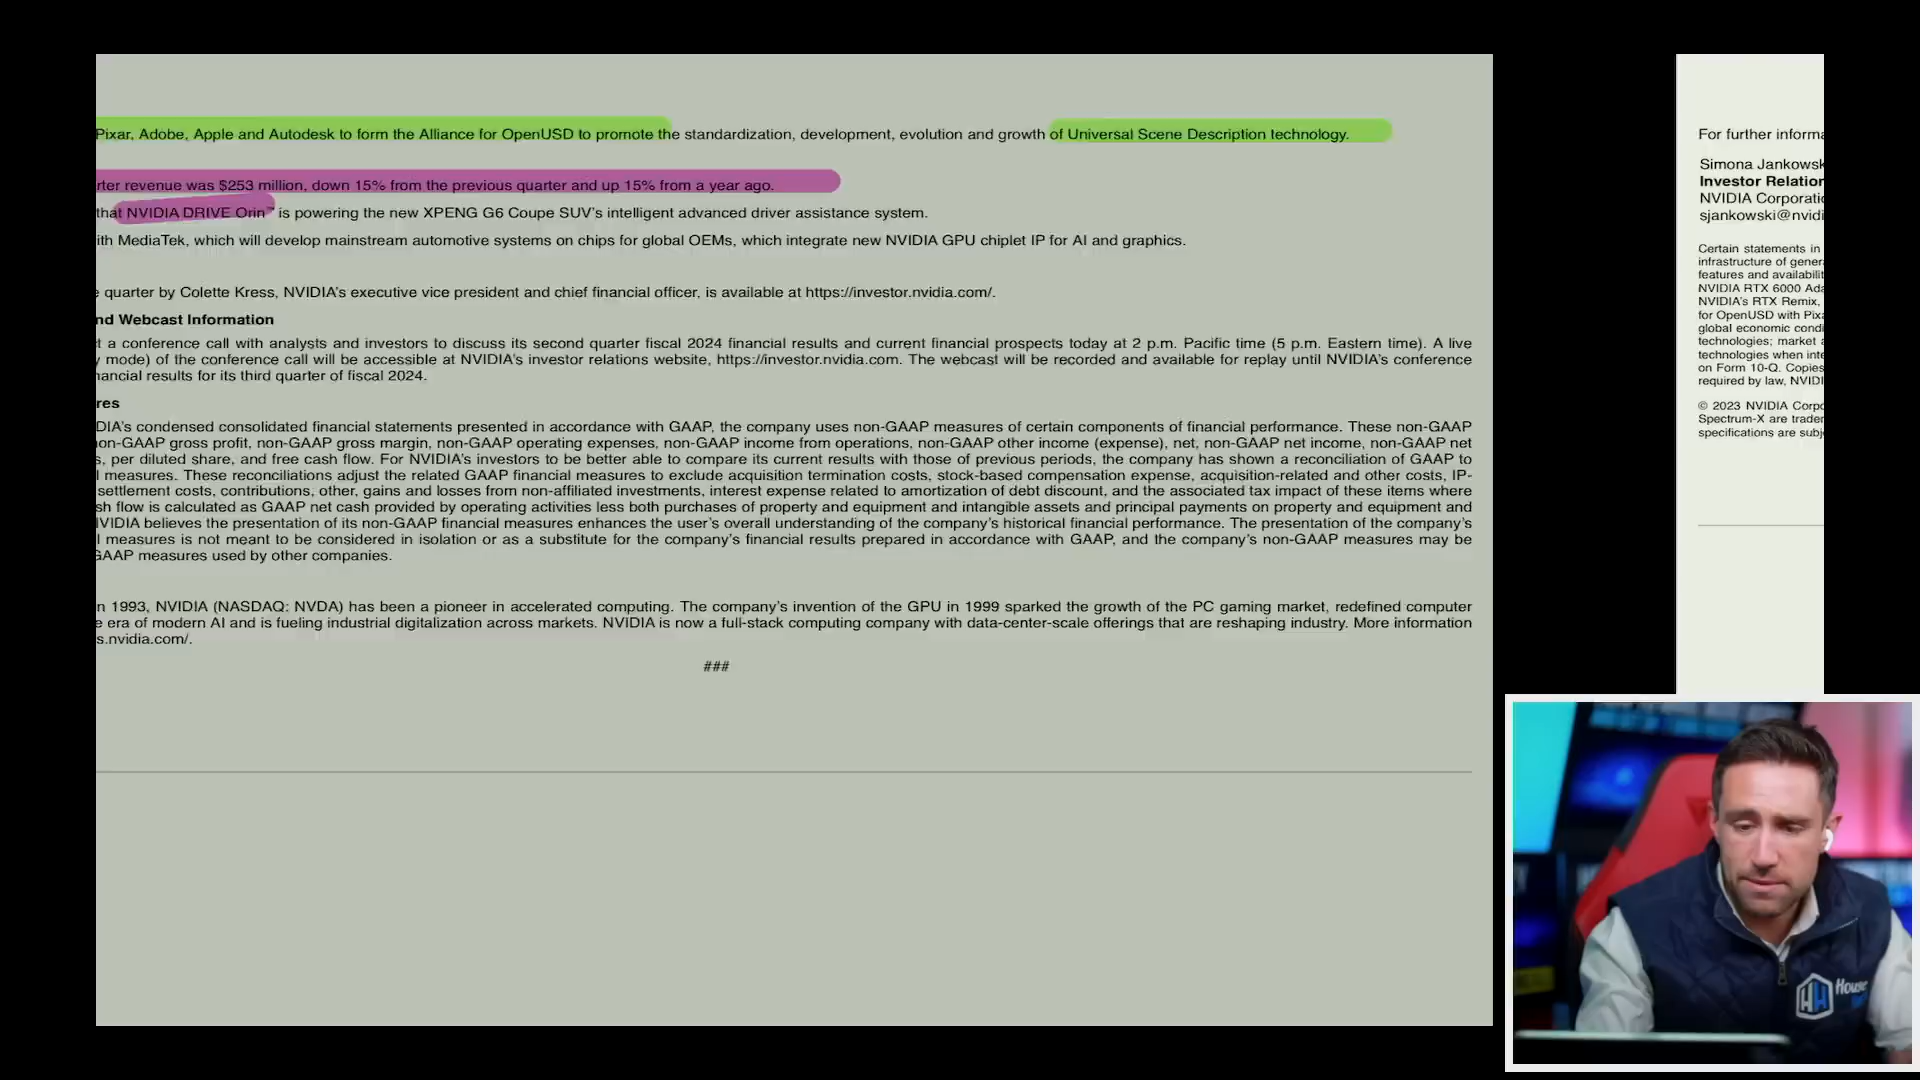 Pixar, Adobe, Apple and Autodesk to form the Alliance for OpenUSD to promote the standardization, development, evolution and growth of Universal Scene Description technology.
rter revenue was $253 million, down 15% from the previous quarter and up 15% from a year ago.
that NVIDIA DRIVE Orin™ is powering the new XPENG G6 Coupe SUV's intelligent advanced driver assistance system.
ith MediaTek, which will develop mainstream automotive systems on chips for global OEMs, which integrate new NVIDIA GPU chiplet IP for AI and graphics.
e quarter by Colette Kress, NVIDIA's executive vice president and chief financial officer, is available at https://investor.nvidia.com/.
nd Webcast Information
ct a conference call with analysts and investors to discuss its second quarter fiscal 2024 financial results and current financial prospects today at 2 p.m. Pacific time (5 p.m. Eastern time). A live
y mode) of the conference call will be accessible at NVIDIA's investor relations website, https://investor.nvidia.com. The webcast will be recorded and available for replay until NVIDIA's conference
nancial results for its third quarter of fiscal 2024.
res
DIA's condensed consolidated financial statements presented in accordance with GAAP, the company uses non-GAAP measures of certain components of financial performance. These non-GAAP
non-GAAP gross profit, non-GAAP gross margin, non-GAAP operating expenses, non-GAAP income from operations, non-GAAP other income (expense), net, non-GAAP net income, non-GAAP net
s, per diluted share, and free cash flow. For NVIDIA's investors to be better able to compare its current results with those of previous periods, the company has shown a reconciliation of GAAP to
l measures. These reconciliations adjust the related GAAP financial measures to exclude acquisition termination costs, stock-based compensation expense, acquisition-related and other costs, IP-
settlement costs, contributions, other, gains and losses from non-affiliated investments, interest expense related to amortization of debt discount, and the associated tax impact of these items where
sh flow is calculated as GAAP net cash provided by operating activities less both purchases of property and equipment and intangible assets and principal payments on property and equipment and
NVIDIA believes the presentation of its non-GAAP financial measures enhances the user's overall understanding of the company's historical financial performance. The presentation of the company's
l measures is not meant to be considered in isolation or as a substitute for the company's financial results prepared in accordance with GAAP, and the company's non-GAAP measures may be
GAAP measures used by other companies.
in 1993, NVIDIA (NASDAQ: NVDA) has been a pioneer in accelerated computing. The company's invention of the GPU in 1999 sparked the growth of the PC gaming market, redefined computer
e era of modern AI and is fueling industrial digitalization across markets. NVIDIA is now a full-stack computing company with data-center-scale offerings that are reshaping industry. More information
s.nvidia.com/.
###
For further informa
Simona Jankowsk
Investor Relation
NVIDIA Corporatio
sjankowski@nvidi
Certain statements in
infrastructure of genera
features and availabilit
NVIDIA RTX 6000 Ada
NVIDIA's RTX Remix,
for OpenUSD with Pixa
global economic condi
technologies; market a
technologies when inte
on Form 10-Q. Copies
required by law, NVIDI
© 2023 NVIDIA Corpo
Spectrum-X are trader
specifications are subj
House